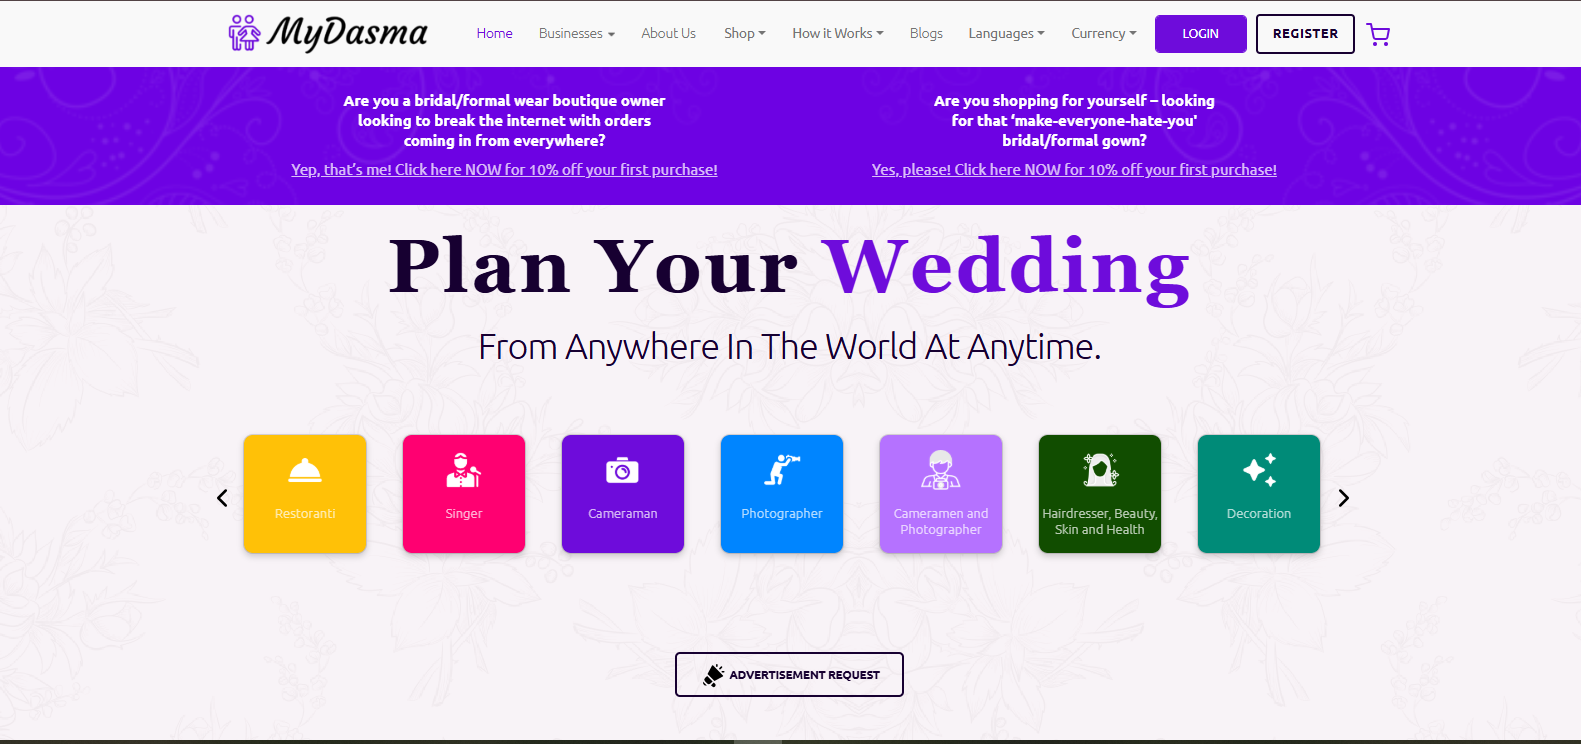 MyDasma
Home Businesses About Us Shop How it Works Blogs Languages Currency LOGIN REGISTER
Are you a bridal/formal wear boutique owner
looking to break the internet with orders
coming in from everywhere?
Yep, that's me! Click here NOW for 10% off your first purchase!
Are you shopping for yourself – looking
for that ‘make-everyone-hate-you'
bridal/formal gown?
Yes, please! Click here NOW for 10% off your first purchase!
Plan Your Wedding
From Anywhere In The World At Anytime.
Restoranti
Singer
Cameraman
Photographer
Cameramen and
Photographer
Hairdresser, Beauty,
Skin and Health
Decoration
ADVERTISEMENT REQUEST